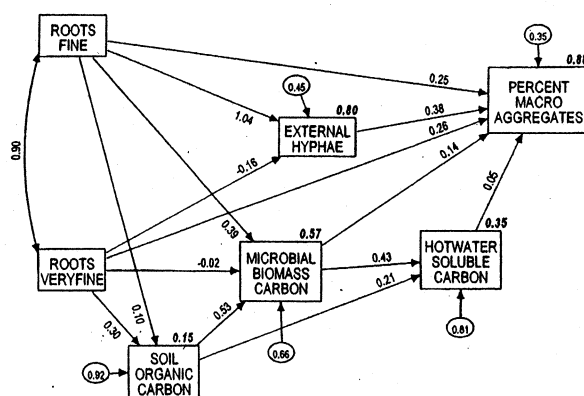 ROOTS
FINE
0.35
0.8
PERCENT
MACRO
AGGREGATES
0.25
0.45
0.80
1.04
EXTERNAL
HYPHAE
0.38
0.26
-0.16
0.14
0.90
0.39
0.05
0.57
0.35
ROOTS
VERYFINE
-0.02
MICROBIAL
BIOMASS
CARBON
0.43
HOTWATER
SOLUBLE
CARBON
0.21
0.10
0.30
0.53
0.15
0.66
0.81
0.92
SOIL
ORGANIC
CARBON